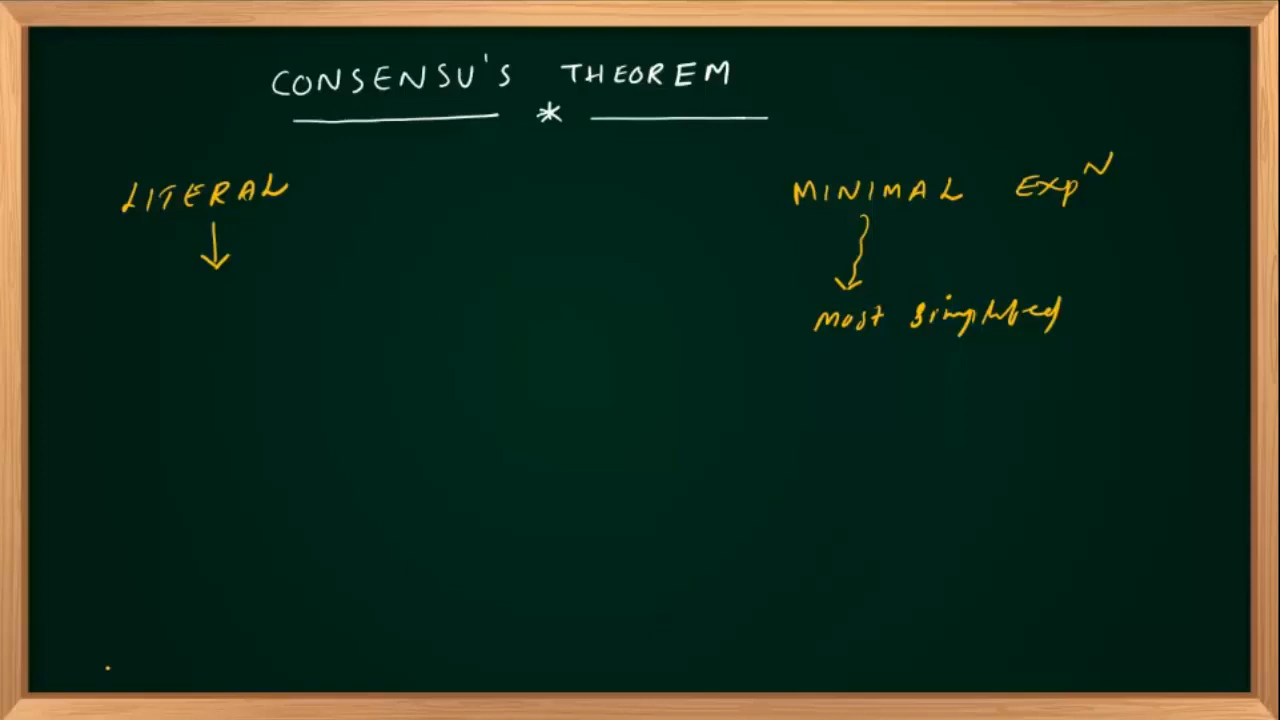 CONSENSU'S THEOREM
*
LITERAL
MINIMAL EXPN
most simplified